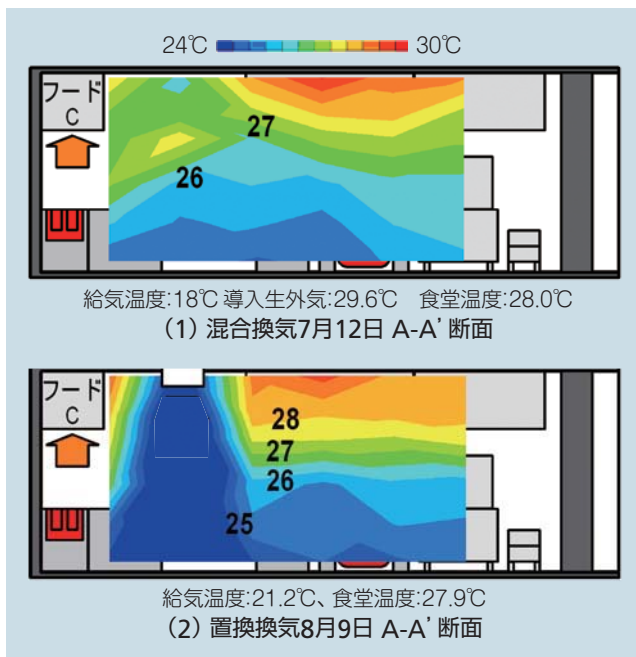 24℃ 30℃
フード
C
27
26
給気温度:18℃ 導入生外気:29.6℃ 食堂温度:28.0℃
(1) 混合換気7月12日 A-A’ 断面
フード
C
28
27
26
25
給気温度:21.2℃、食堂温度:27.9℃
(2) 置換換気8月9日 A-A’ 断面